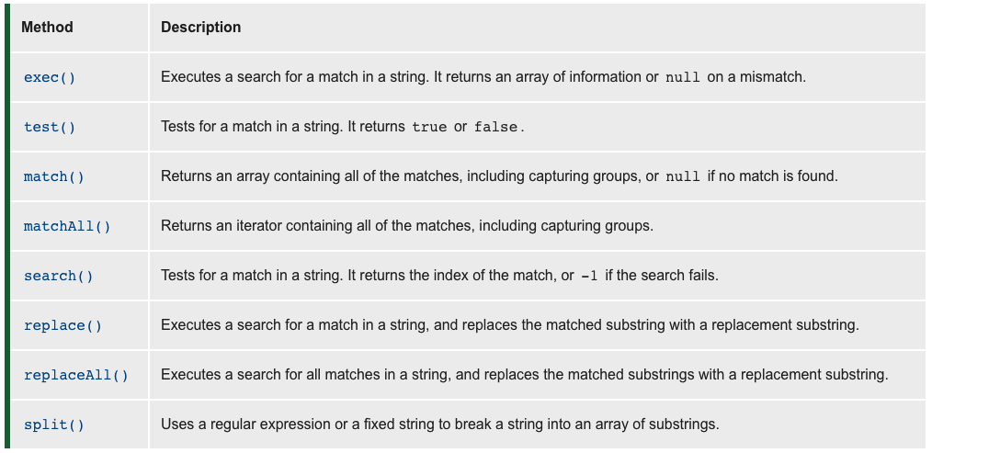 Method Description
exec() Executes a search for a match in a string. It returns an array of information or null on a mismatch.
test() Tests for a match in a string. It returns true or false.
match() Returns an array containing all of the matches, including capturing groups, or null if no match is found.
matchAll() Returns an iterator containing all of the matches, including capturing groups.
search() Tests for a match in a string. It returns the index of the match, or -1 if the search fails.
replace() Executes a search for a match in a string, and replaces the matched substring with a replacement substring.
replaceAll() Executes a search for all matches in a string, and replaces the matched substrings with a replacement substring.
split() Uses a regular expression or a fixed string to break a string into an array of substrings.